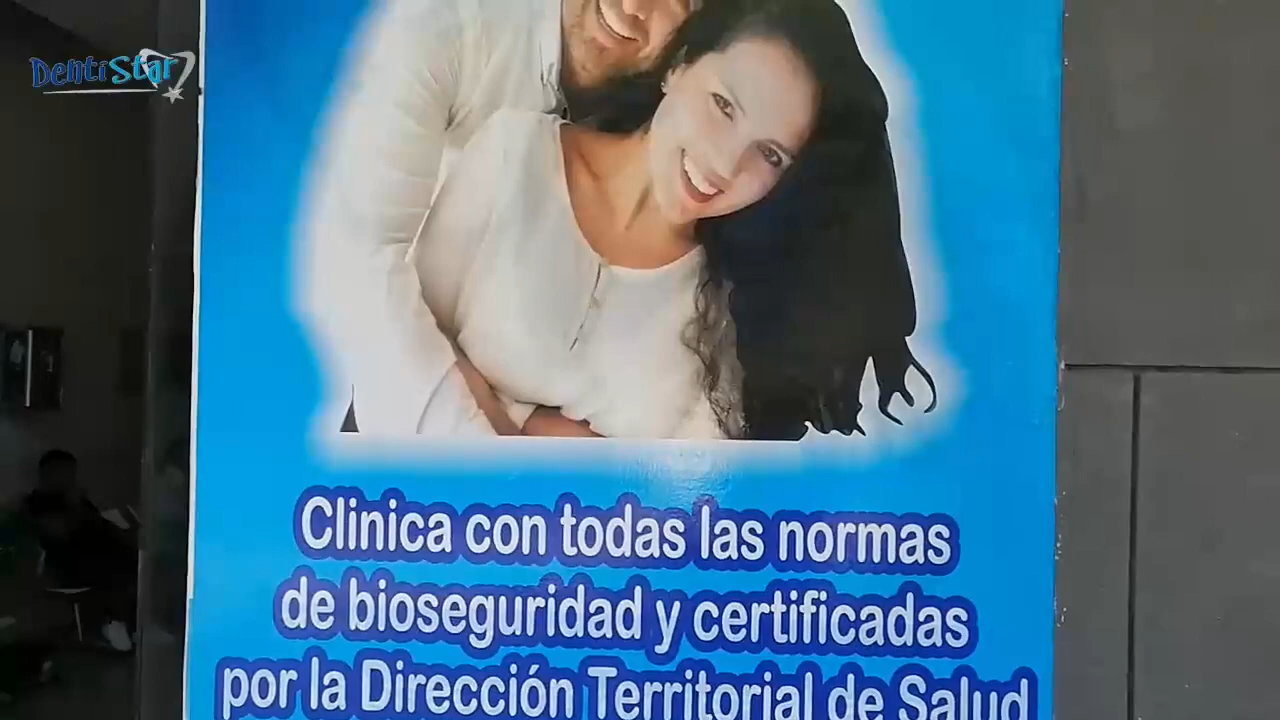 DentiStar
Clinica con todas las normas
de bioseguridad y certificadas
por la Dirección Territorial de Salud